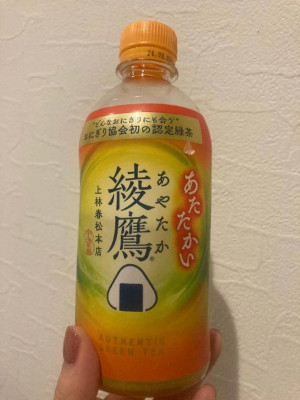 "どんなおにぎりにも合う"
おにぎり協会初の認定緑茶
あたたかい
あやたか
綾鷹
上林春松本店
AUTHENTIC
GREEN TEA